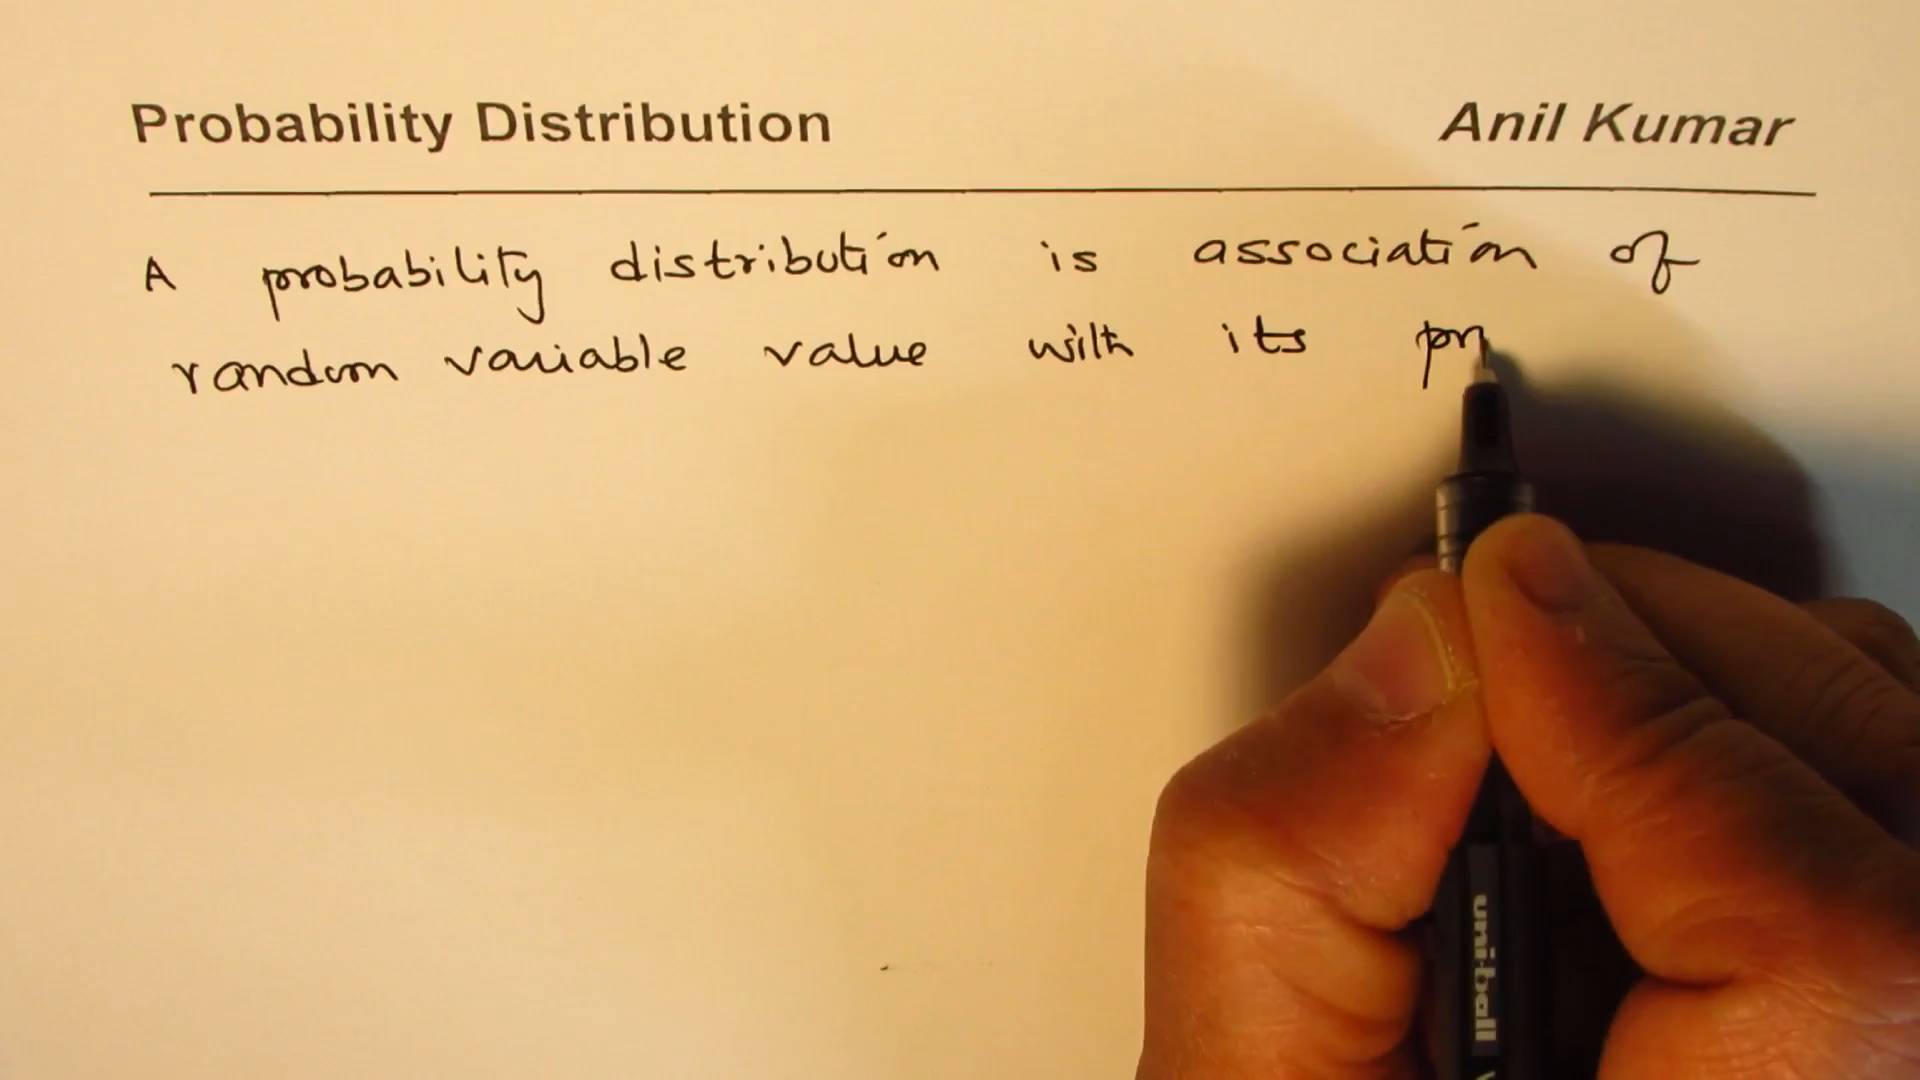 Probability Distribution Anil Kumar
A probability distribution is association of
random variable value with its pr
uni-ball